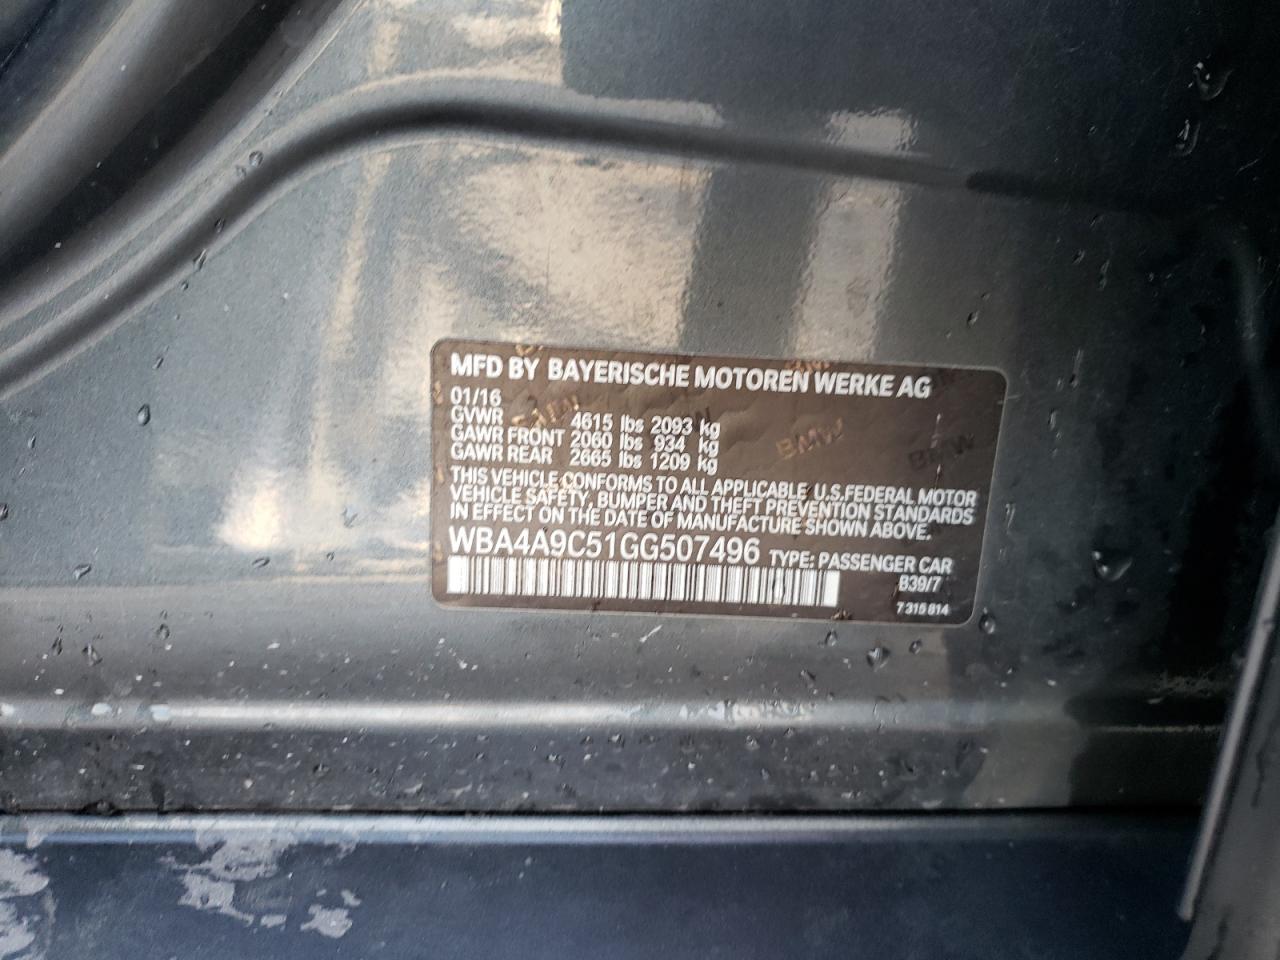 MFD BY BAYERISCHE MOTOREN WERKE AG
01/16
GVWR 4615 lbs 2093 kg
GAWR FRONT 2060 lbs 934 kg
GAWR REAR 2665 lbs 1209 kg
THIS VEHICLE CONFORMS TO ALL APPLICABLE U.S.FEDERAL MOTOR
VEHICLE SAFETY, BUMPER AND THEFT PREVENTION STANDARDS
IN EFFECT ON THE DATE OF MANUFACTURE SHOWN ABOVE.
WBA4A9C51GG507496 TYPE: PASSENGER CAR
B39/7
7 315 814
BMW
BMW